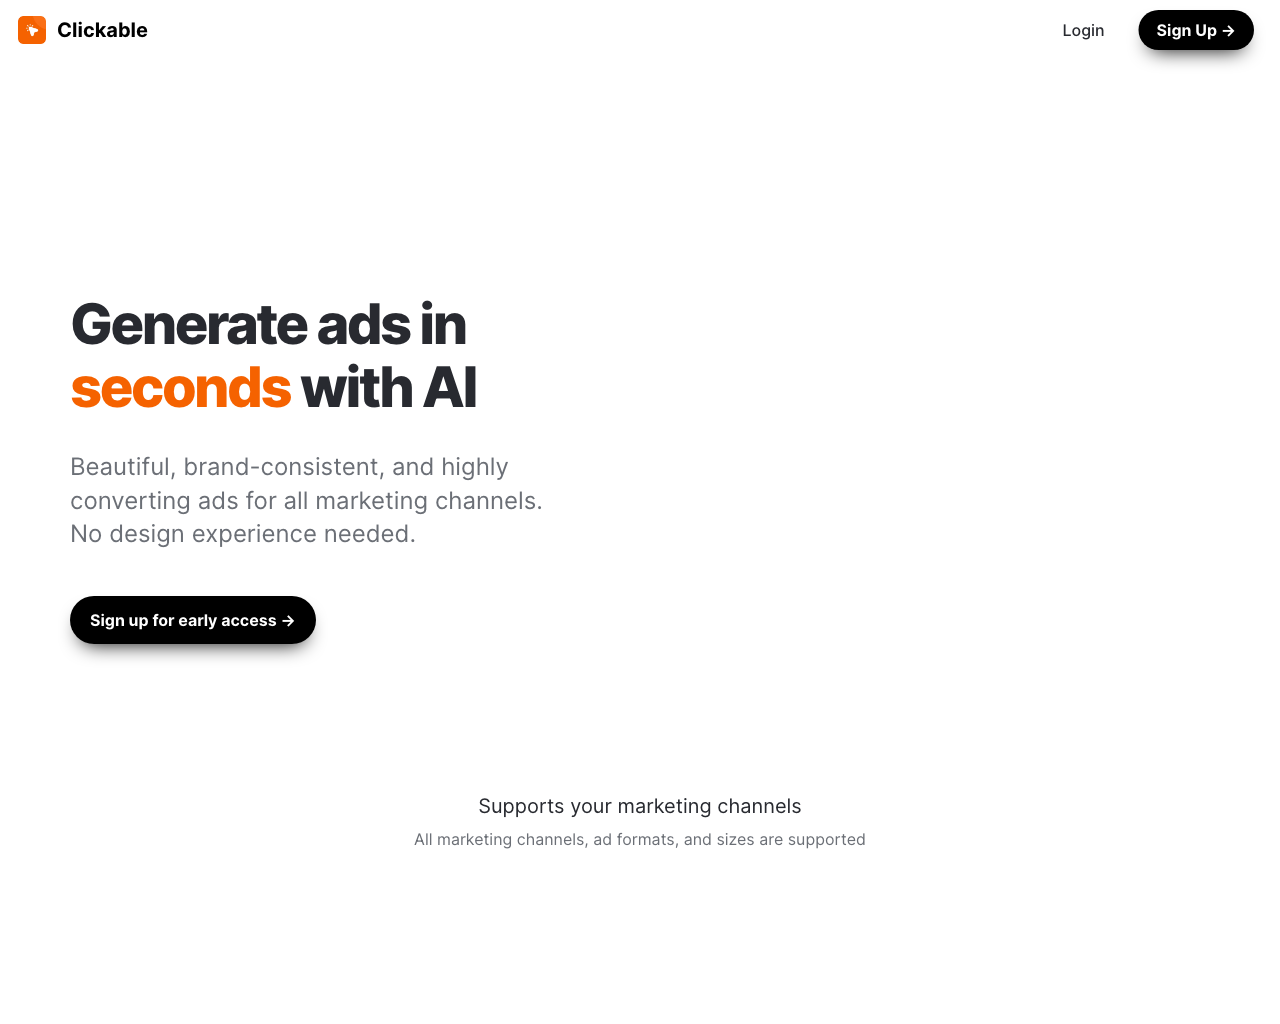 Clickable
Login
Sign Up →
Generate ads in
seconds with AI
Beautiful, brand-consistent, and highly
converting ads for all marketing channels.
No design experience needed.
Sign up for early access →
Supports your marketing channels
All marketing channels, ad formats, and sizes are supported